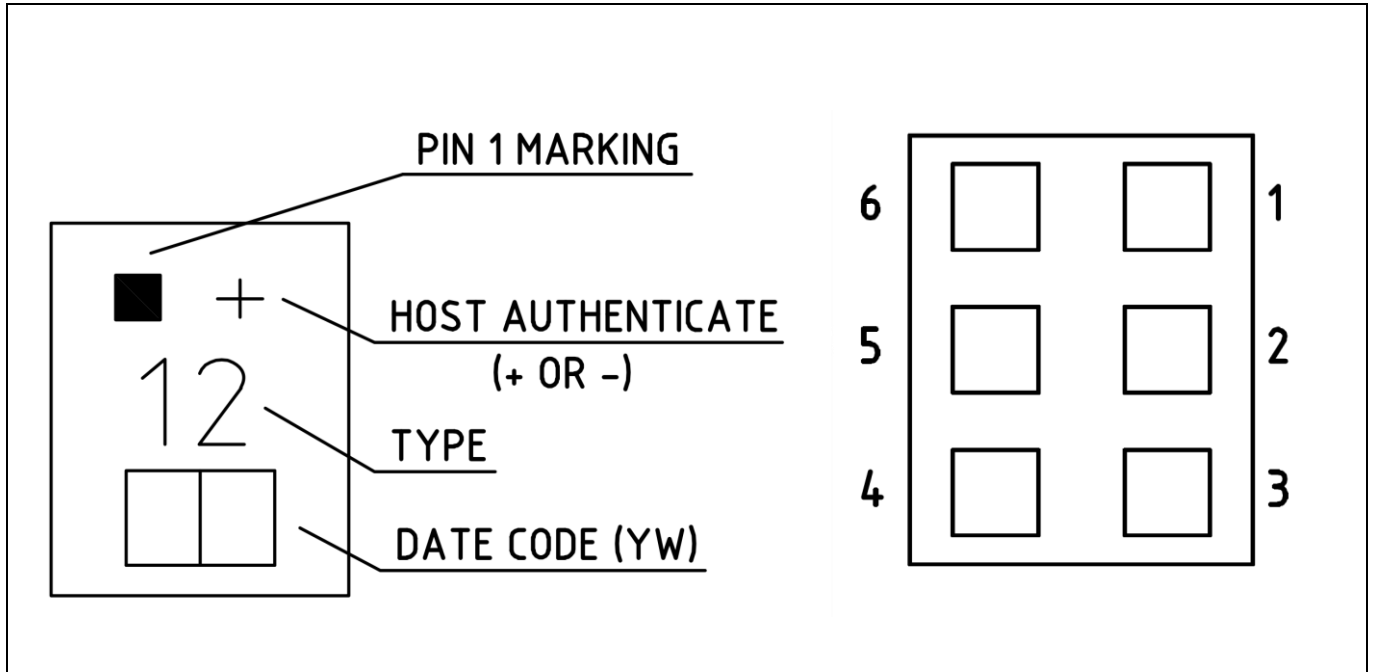 PIN 1 MARKING
+
HOST AUTHENTICATE
(+ OR -)
12
TYPE
DATE CODE (YW)
6 1
5 2
4 3